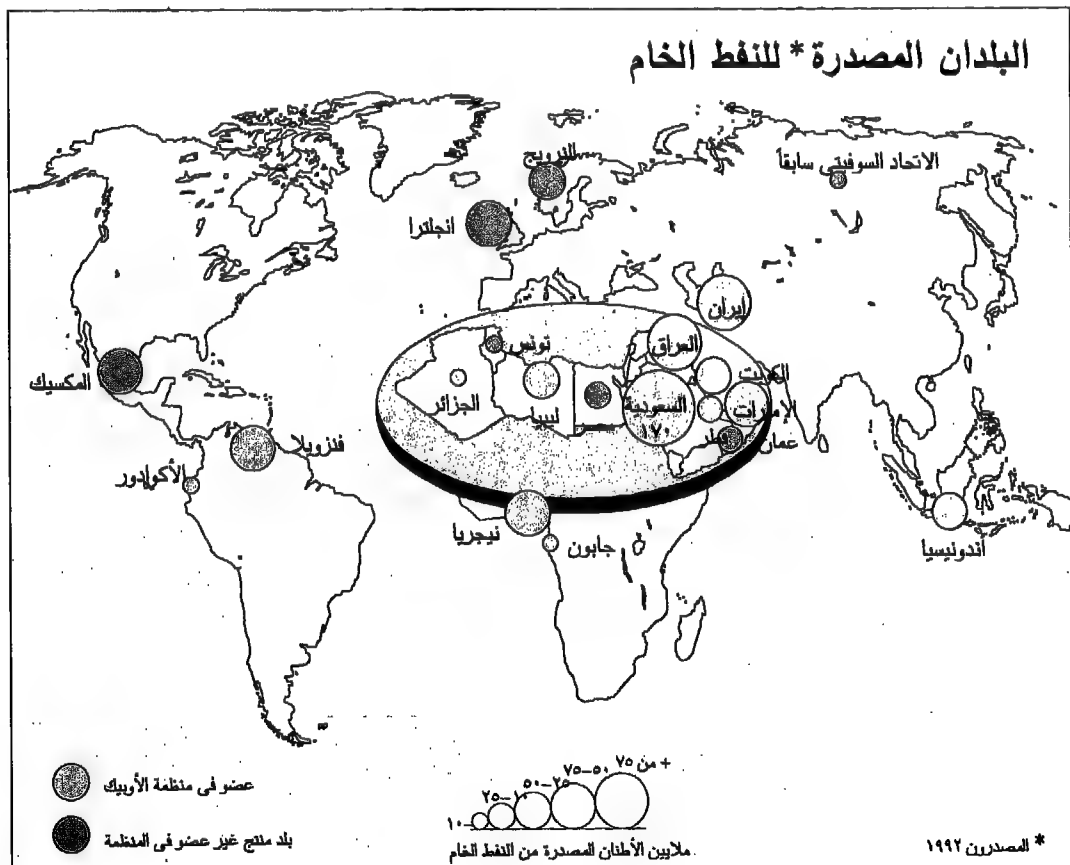 البلدان المصدرة * للنفط الخام
الاتحاد السوفيتى سابقاً
النرويج
انجلترا
إيران
العراق
تونس
الكويت
المكسيك
الجزائر
ليبيا
السعودية
١٧٠
الإمارات
قطر
عمان
فنزويلا
الأكوادور
نيجريا
جابون
أندونيسيا
عضو فى منظمة الأوبيك
بلد منتج غير عضو فى المنظمة
+ من ٧٥
٥٠-٧٥
٢٥-٥٠
١٠-٢٥
-١٠
ملايين الأطنان المصدرة من النفط الخام
* المصدرون ١٩٩٢